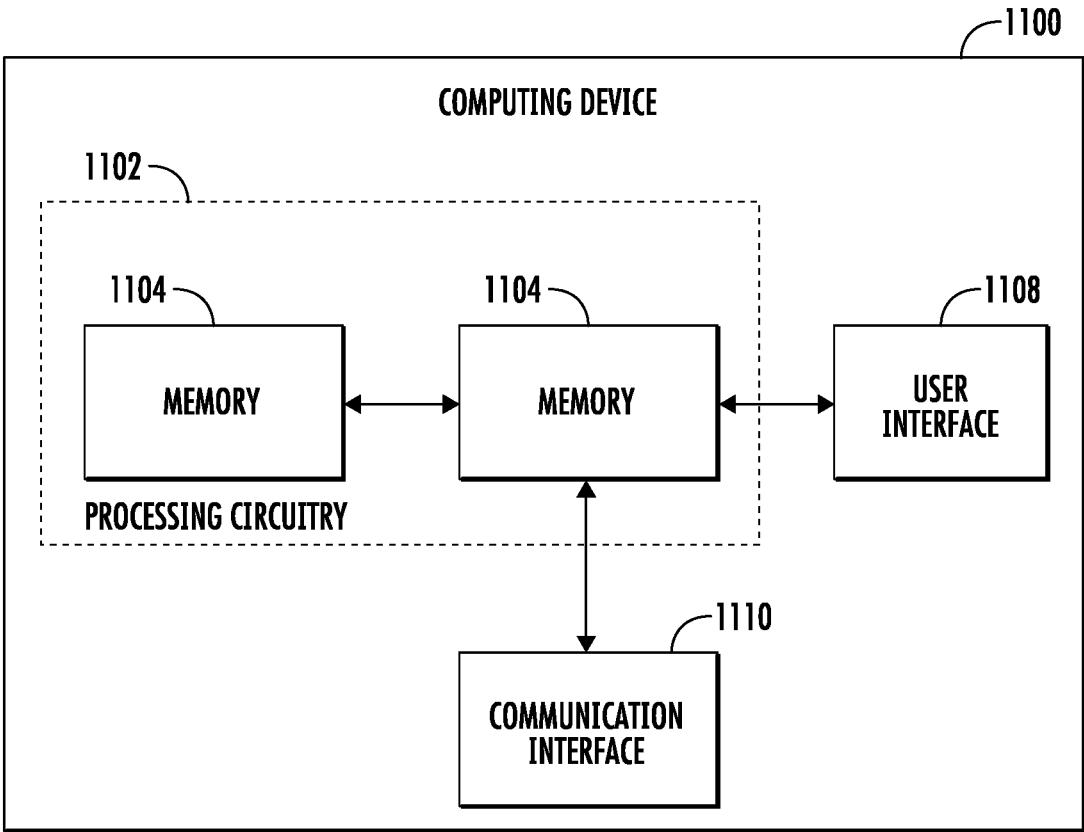 1100
COMPUTING DEVICE
1102
1104
1104
1108
MEMORY
MEMORY
USER
INTERFACE
PROCESSING CIRCUITRY
1110
COMMUNICATION
INTERFACE